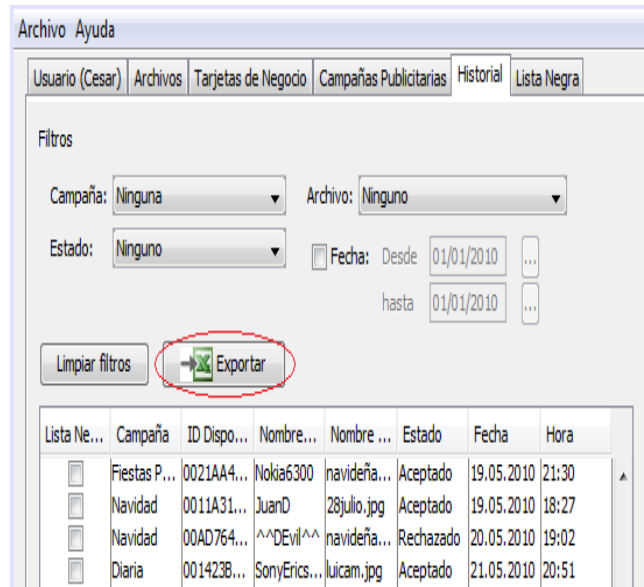 Archivo Ayuda
Usuario (Cesar) Archivos Tarjetas de Negocio Campañas Publicitarias Historial Lista Negra
Filtros
Campaña: Ninguna Archivo: Ninguno
Estado: Ninguno Fecha: Desde 01/01/2010 ...
hasta 01/01/2010 ...
Limpiar filtros Exportar
Lista Ne... Campaña ID Dispo... Nombre... Nombre ... Estado Fecha Hora
Fiestas P... 0021AA4... Nokia6300 navideña... Aceptado 19.05.2010 21:30
Navidad 0011A31... JuanD 28julio.jpg Aceptado 19.05.2010 18:27
Navidad 00AD764... ^^DEvil^^ navideña... Rechazado 20.05.2010 19:02
Diaria 001423B... SonyErics... luicam.jpg Aceptado 21.05.2010 20:51